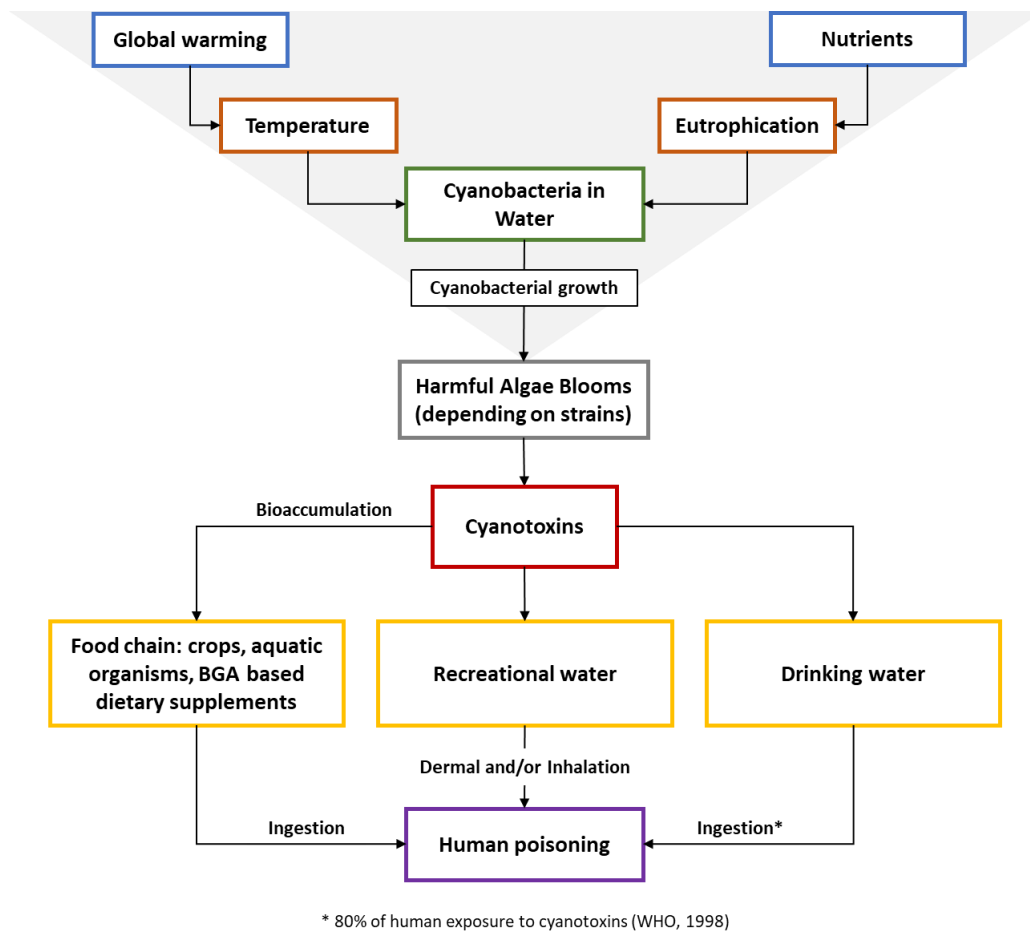 Global warming
Nutrients
Temperature
Eutrophication
Cyanobacteria in
Water
Cyanobacterial growth
Harmful Algae Blooms
(depending on strains)
Bioaccumulation
Cyanotoxins
Food chain: crops, aquatic
organisms, BGA based
dietary supplements
Recreational water
Drinking water
Dermal and/or Inhalation
Ingestion
Human poisoning
Ingestion*
* 80% of human exposure to cyanotoxins (WHO, 1998)